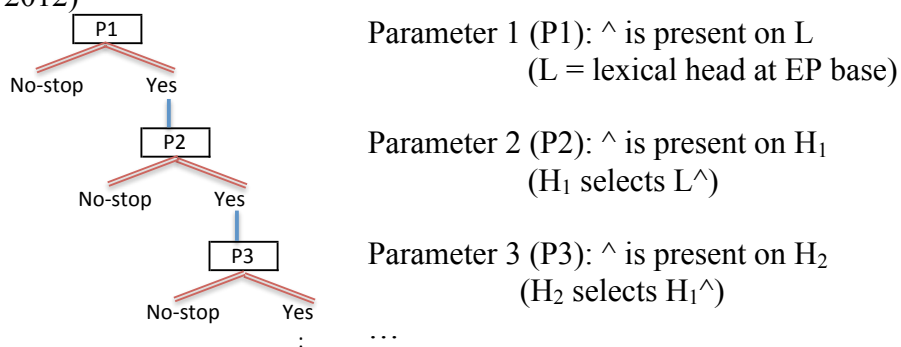 2012)
P1
Parameter 1 (P1): ^ is present on L
(L = lexical head at EP base)
No-stop Yes
P2
Parameter 2 (P2): ^ is present on H₁
(H₁ selects L^)
No-stop Yes
P3
Parameter 3 (P3): ^ is present on H₂
(H₂ selects H₁^)
No-stop Yes
: …